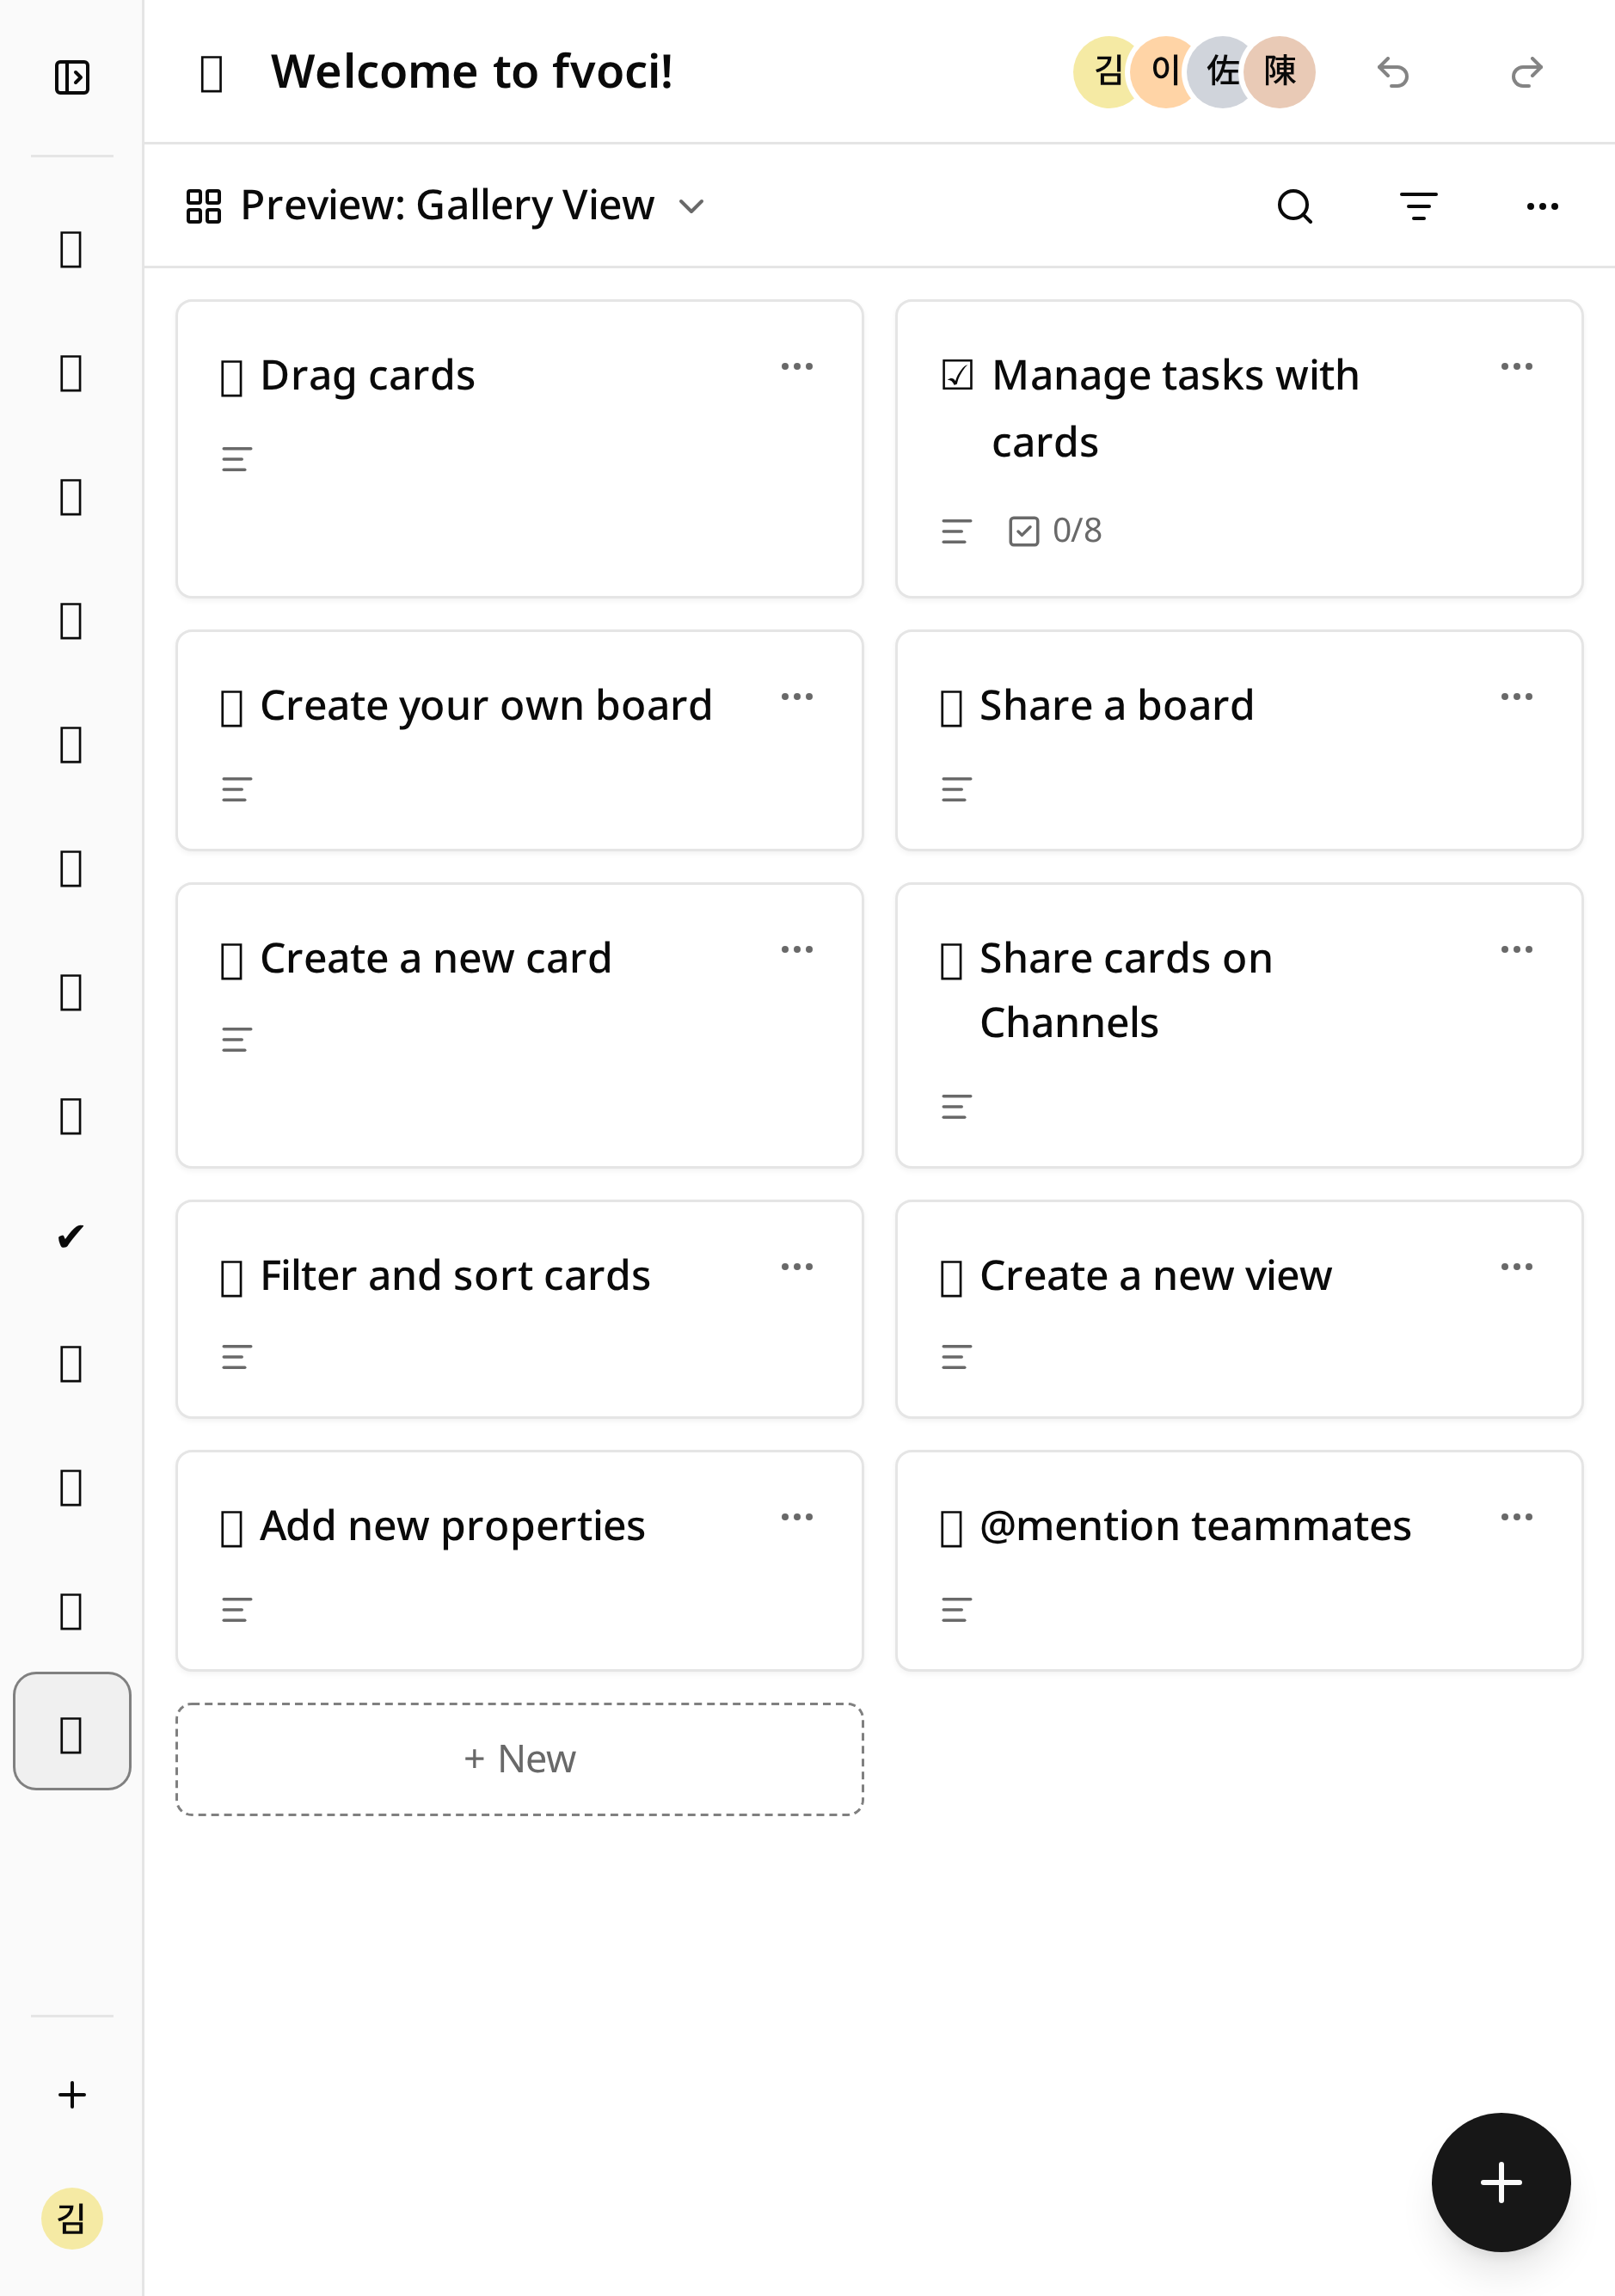 Welcome to fvoci!
김 이 佐 陳
Preview: Gallery View
Drag cards
☑ Manage tasks with
cards
0/8
Create your own board
Share a board
Create a new card
Share cards on
Channels
Filter and sort cards
Create a new view
Add new properties
@mention teammates
+ New
김